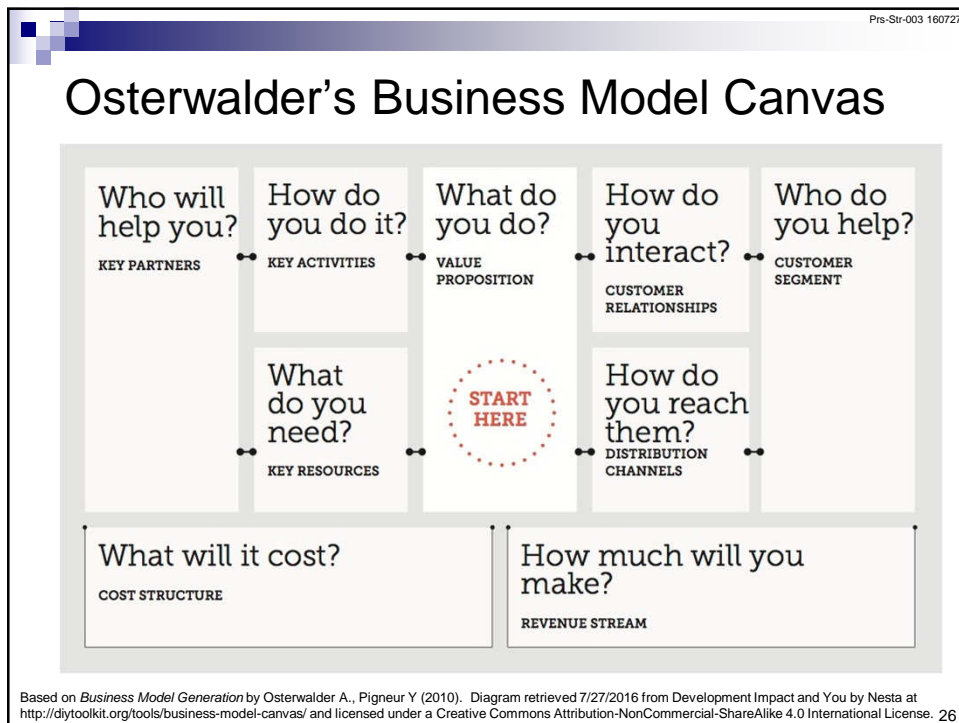 Prs-Str-003 160727
Osterwalder’s Business Model Canvas
Who will
help you?
KEY PARTNERS
How do
you do it?
KEY ACTIVITIES
What
do you
need?
KEY RESOURCES
What do
you do?
VALUE
PROPOSITION
START
HERE
How do
you
interact?
CUSTOMER
RELATIONSHIPS
How do
you reach
them?
DISTRIBUTION
CHANNELS
Who do
you help?
CUSTOMER
SEGMENT
What will it cost?
COST STRUCTURE
How much will you
make?
REVENUE STREAM
Based on Business Model Generation by Osterwalder A., Pigneur Y (2010). Diagram retrieved 7/27/2016 from Development Impact and You by Nesta at
http://diytoolkit.org/tools/business-model-canvas/ and licensed under a Creative Commons Attribution-NonCommercial-ShareAlike 4.0 International License. 26